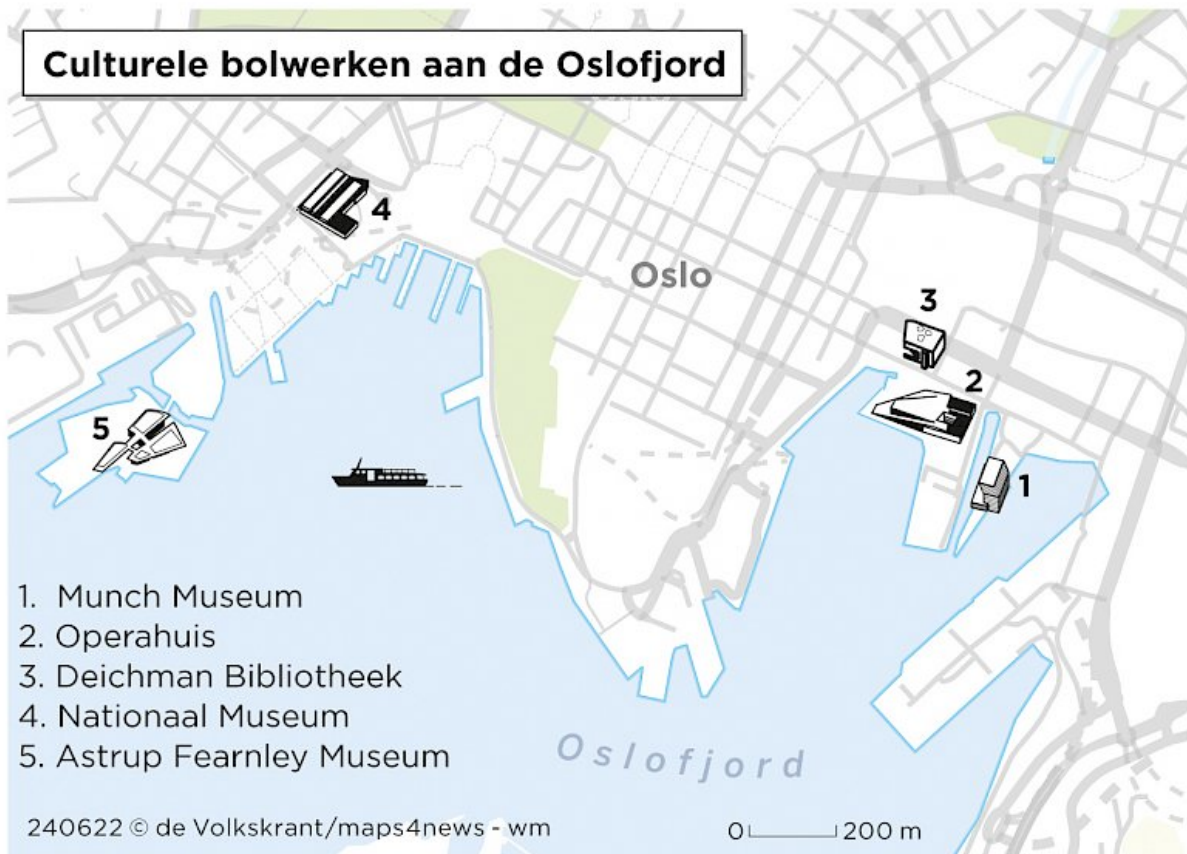 Culturele bolwerken aan de Oslofjord
4
Oslo
3
2
5
1
1. Munch Museum
2. Operahuis
3. Deichman Bibliotheek
4. Nationaal Museum
5. Astrup Fearnley Museum
Oslofjord
240622 © de Volkskrant/maps4news - wm
0 200 m